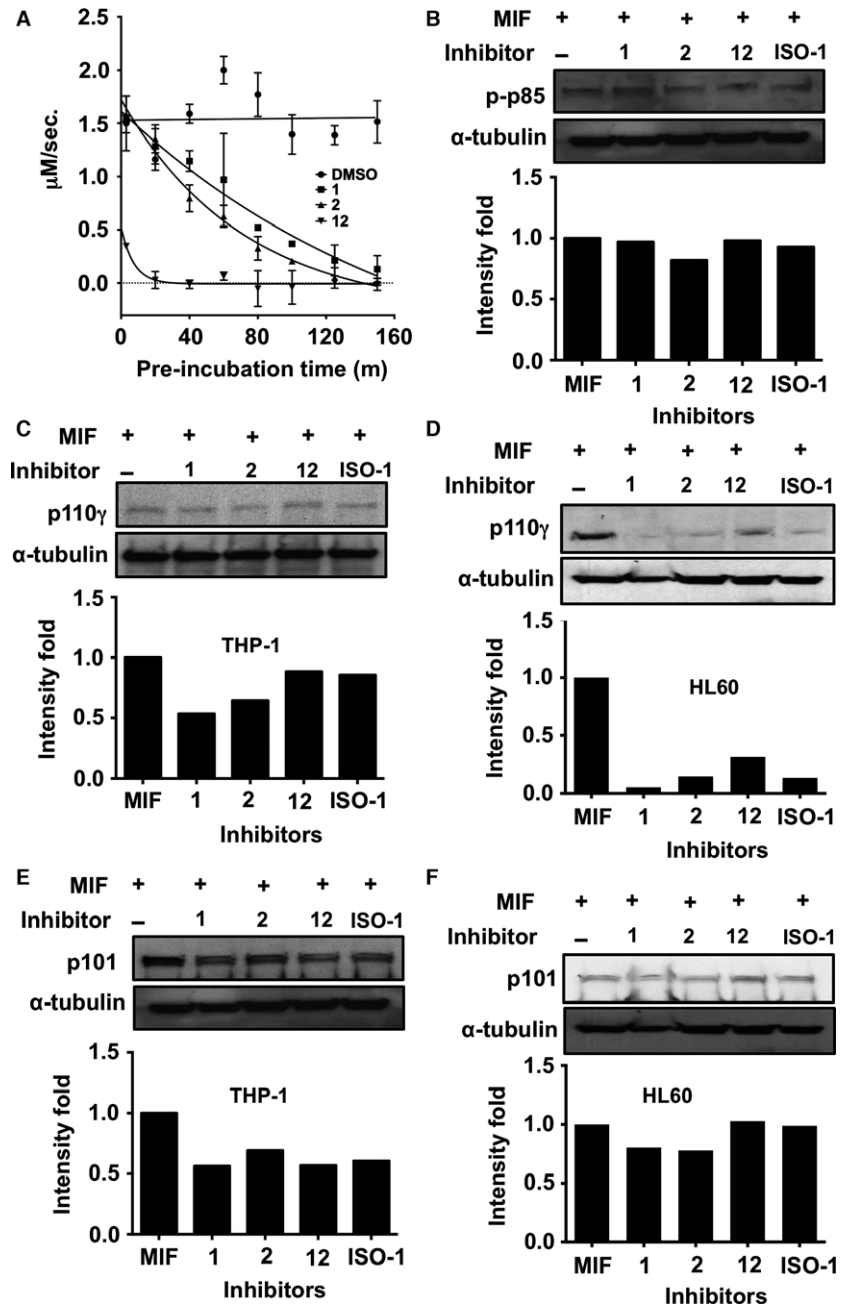 A
μM/sec.
2.5
2.0
1.5
1.0
0.5
0.0
DMSO
1
2
12
0 40 80 120 160
Pre-incubation time (m)
B
MIF + + + + +
Inhibitor – 1 2 12 ISO-1
p-p85
α-tubulin
Intensity fold
1.5
1.0
0.5
0.0
MIF 1 2 12 ISO-1
Inhibitors
C
MIF + + + + +
Inhibitor – 1 2 12 ISO-1
p110γ
α-tubulin
Intensity fold
1.5
1.0
0.5
0.0
THP-1
MIF 1 2 12 ISO-1
Inhibitors
D
MIF + + + + +
Inhibitor – 1 2 12 ISO-1
p110γ
α-tubulin
Intensity fold
1.5
1.0
0.5
0.0
HL60
MIF 1 2 12 ISO-1
Inhibitors
E
MIF + + + + +
Inhibitor – 1 2 12 ISO-1
p101
α-tubulin
Intensity fold
1.5
1.0
0.5
0.0
THP-1
MIF 1 2 12 ISO-1
Inhibitors
F
MIF + + + + +
Inhibitor – 1 2 12 ISO-1
p101
α-tubulin
Intensity fold
1.5
1.0
0.5
0.0
HL60
MIF 1 2 12 ISO-1
Inhibitors